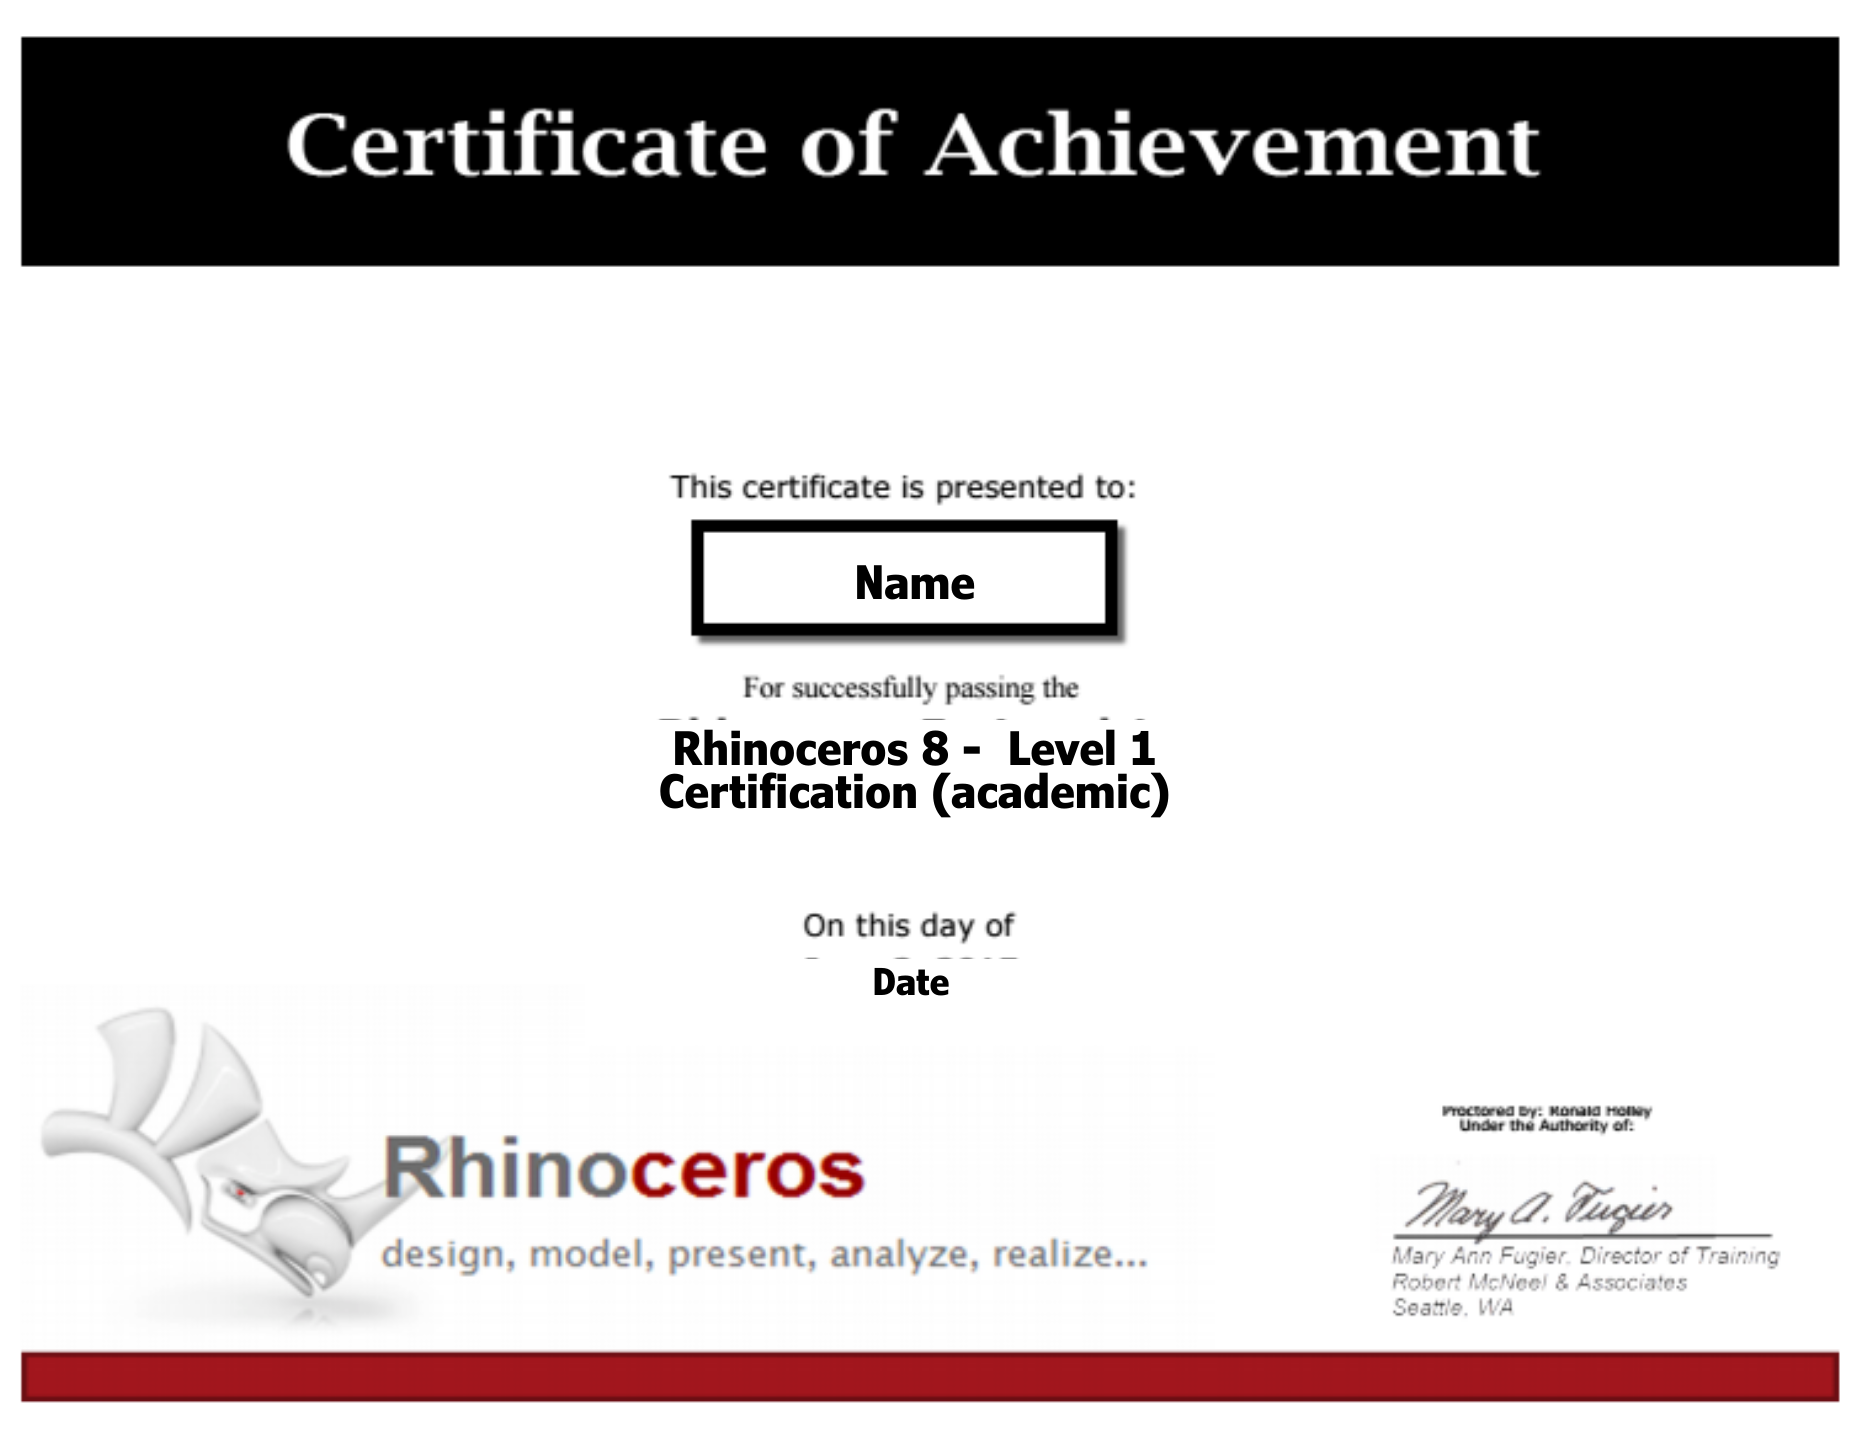 Certificate of Achievement
This certificate is presented to:
Name
For successfully passing the
Rhinoceros 8 -  Level 1
Certification (academic)
On this day of
Date
Rhinoceros
design, model, present, analyze, realize...
Proctored by: Ronald Holley
Under the Authority of:
Mary A. Fugier
Mary Ann Fugier, Director of Training
Robert McNeel & Associates
Seattle, WA